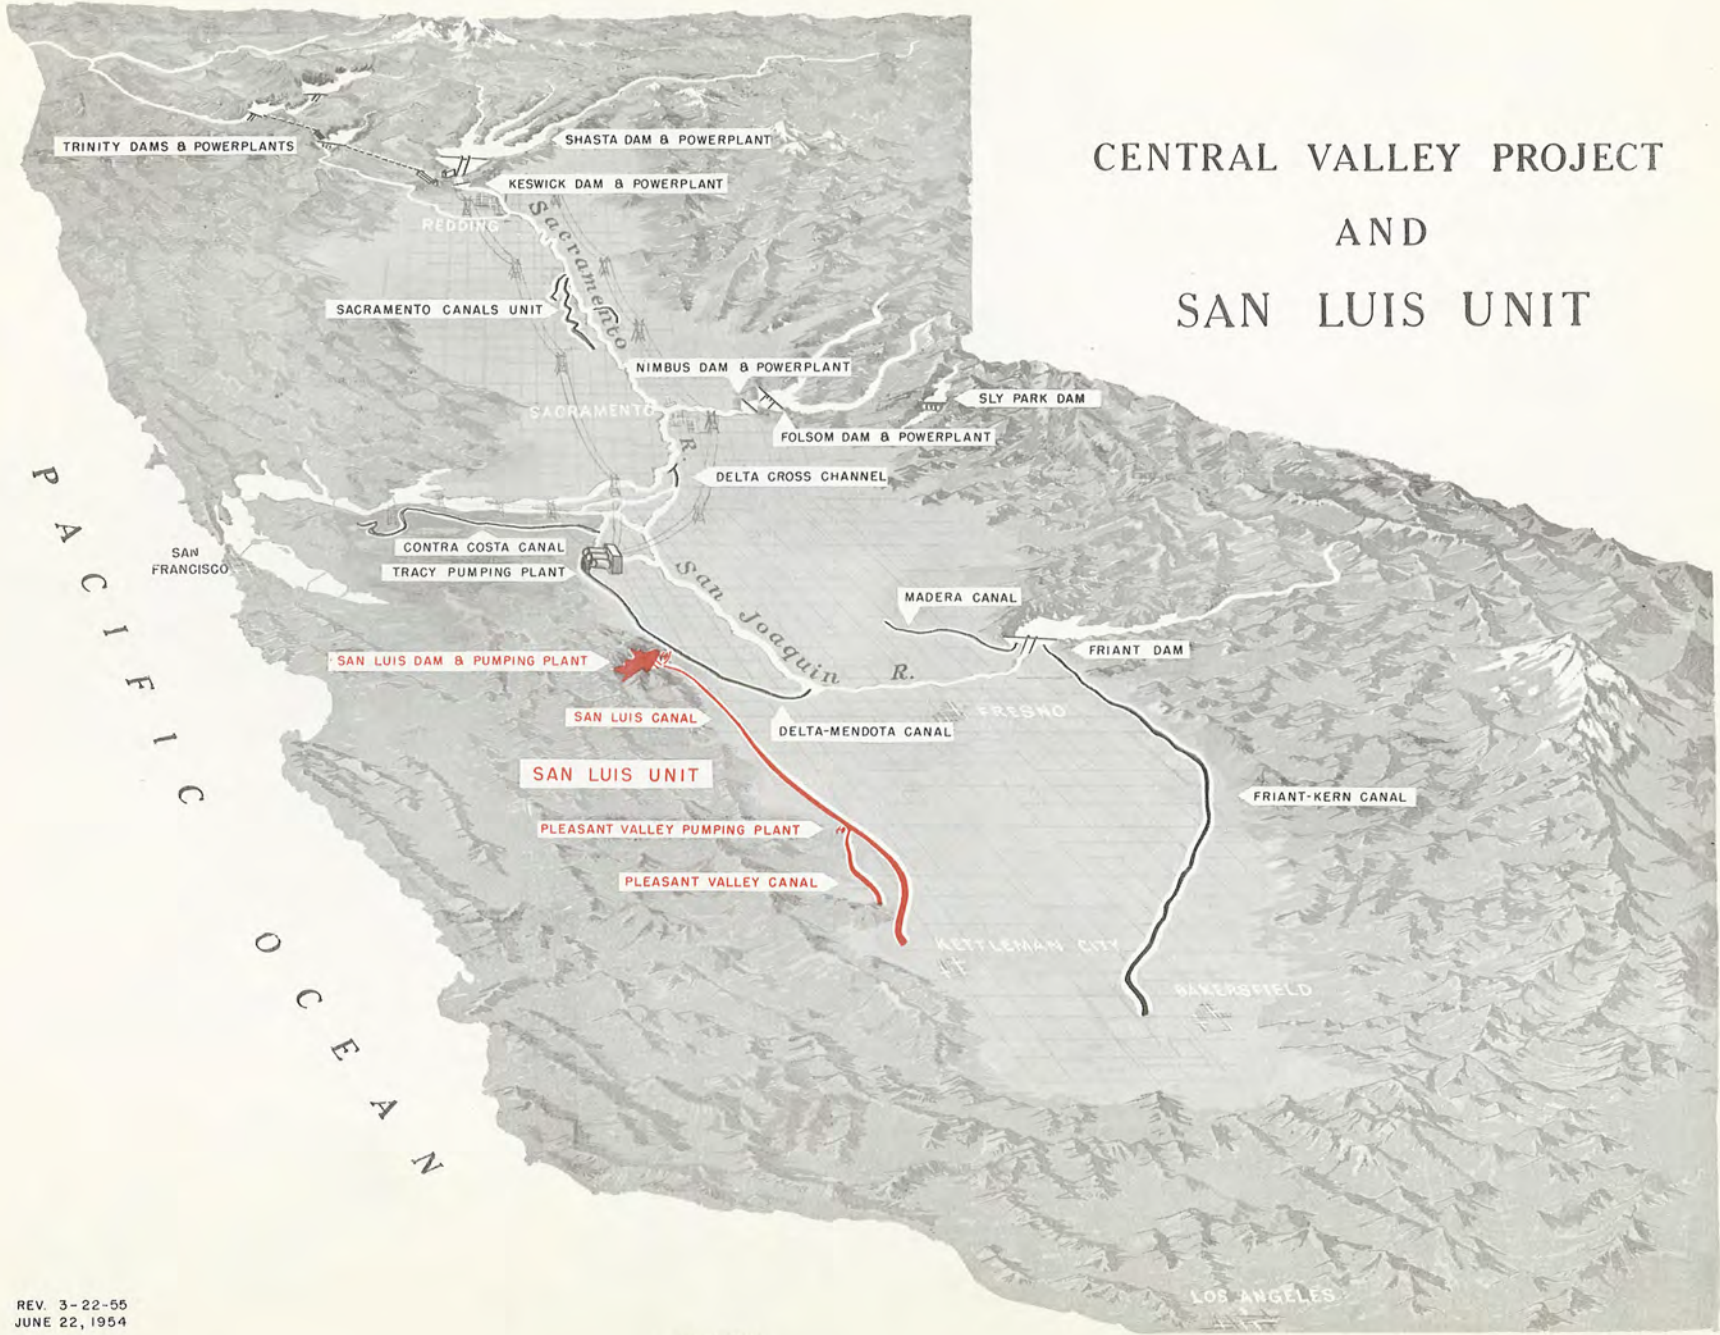 CENTRAL VALLEY PROJECT
AND
SAN LUIS UNIT
TRINITY DAMS & POWERPLANTS
SHASTA DAM & POWERPLANT
KESWICK DAM & POWERPLANT
REDDING
Sacramento R.
SACRAMENTO CANALS UNIT
NIMBUS DAM & POWERPLANT
SLY PARK DAM
SACRAMENTO
FOLSOM DAM & POWERPLANT
DELTA CROSS CHANNEL
PACIFIC OCEAN
SAN
FRANCISCO
CONTRA COSTA CANAL
TRACY PUMPING PLANT
San Joaquin R.
MADERA CANAL
FRIANT DAM
SAN LUIS DAM & PUMPING PLANT
SAN LUIS CANAL
DELTA-MENDOTA CANAL
FRESNO
SAN LUIS UNIT
FRIANT-KERN CANAL
PLEASANT VALLEY PUMPING PLANT
PLEASANT VALLEY CANAL
KETTLEMAN CITY
BAKERSFIELD
LOS ANGELES
REV. 3-22-55
JUNE 22, 1954